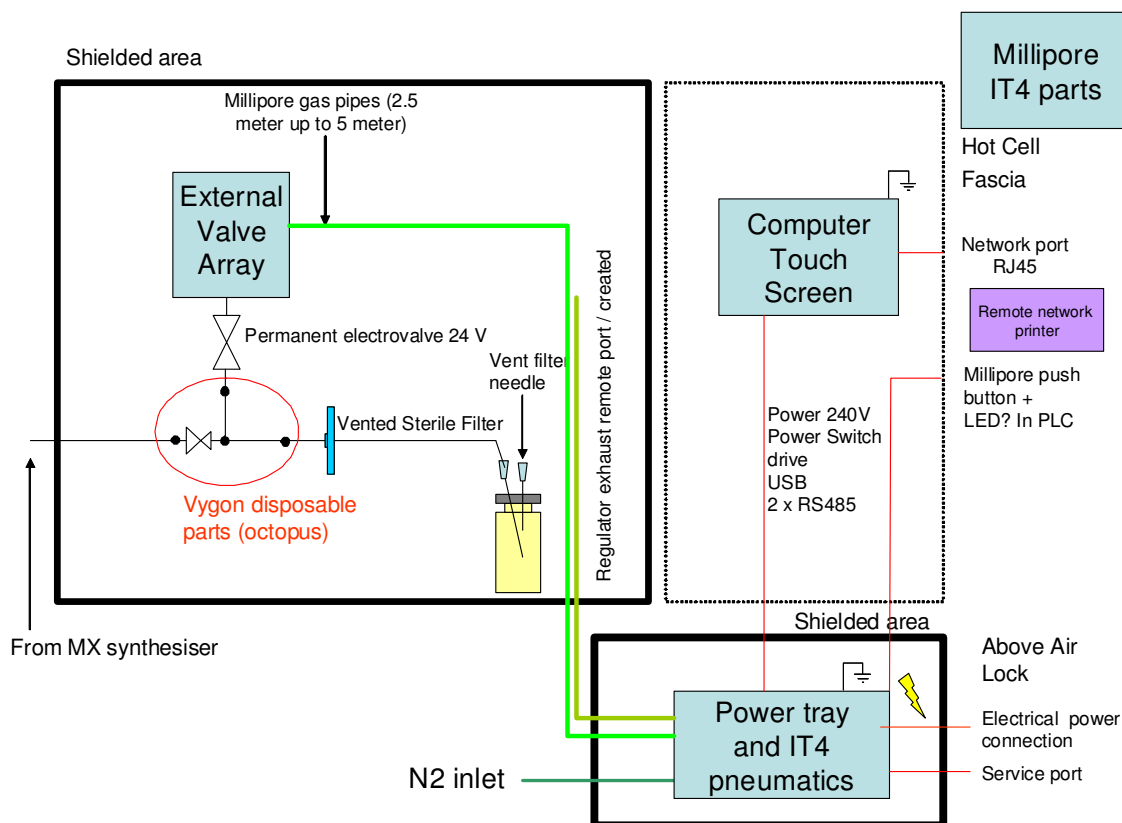 Shielded area
Millipore gas pipes (2.5
meter up to 5 meter)
External
Valve
Array
Permanent electrovalve 24 V
Vent filter
needle
Vented Sterile Filter
Vygon disposable
parts (octopus)
Regulator exhaust remote port / created
From MX synthesiser
Millipore
IT4 parts
Hot Cell
Fascia
Computer
Touch
Screen
Network port
RJ45
Remote network
printer
Millipore push
button +
LED? In PLC
Power 240V
Power Switch
drive
USB
2 x RS485
Shielded area
Above Air
Lock
Power tray
and IT4
pneumatics
Electrical power
connection
Service port
N2 inlet